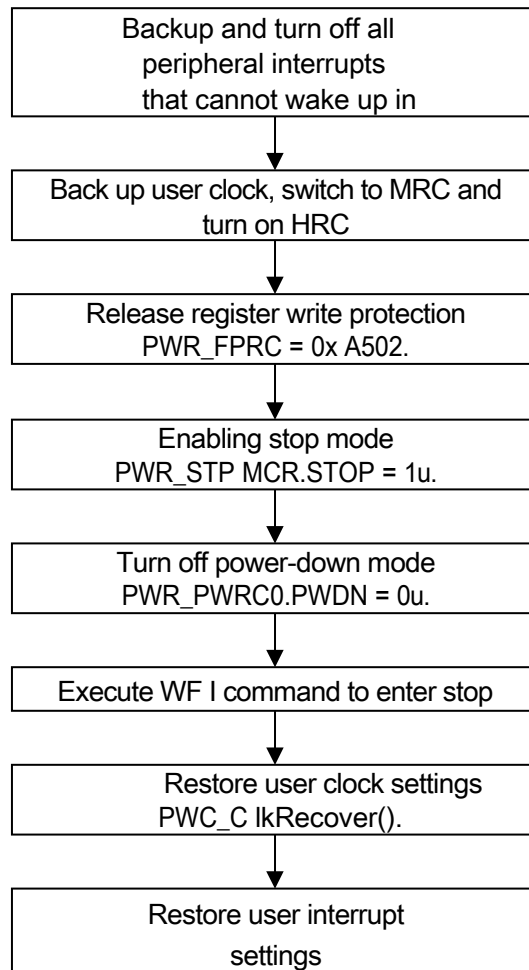 Backup and turn off all
peripheral interrupts
that cannot wake up in
Back up user clock, switch to MRC and
turn on HRC
Release register write protection
PWR_FPRC = 0x A502.
Enabling stop mode
PWR_STP MCR.STOP = 1u.
Turn off power-down mode
PWR_PWRC0.PWDN = 0u.
Execute WF I command to enter stop
Restore user clock settings
PWC_C lkRecover().
Restore user interrupt
settings